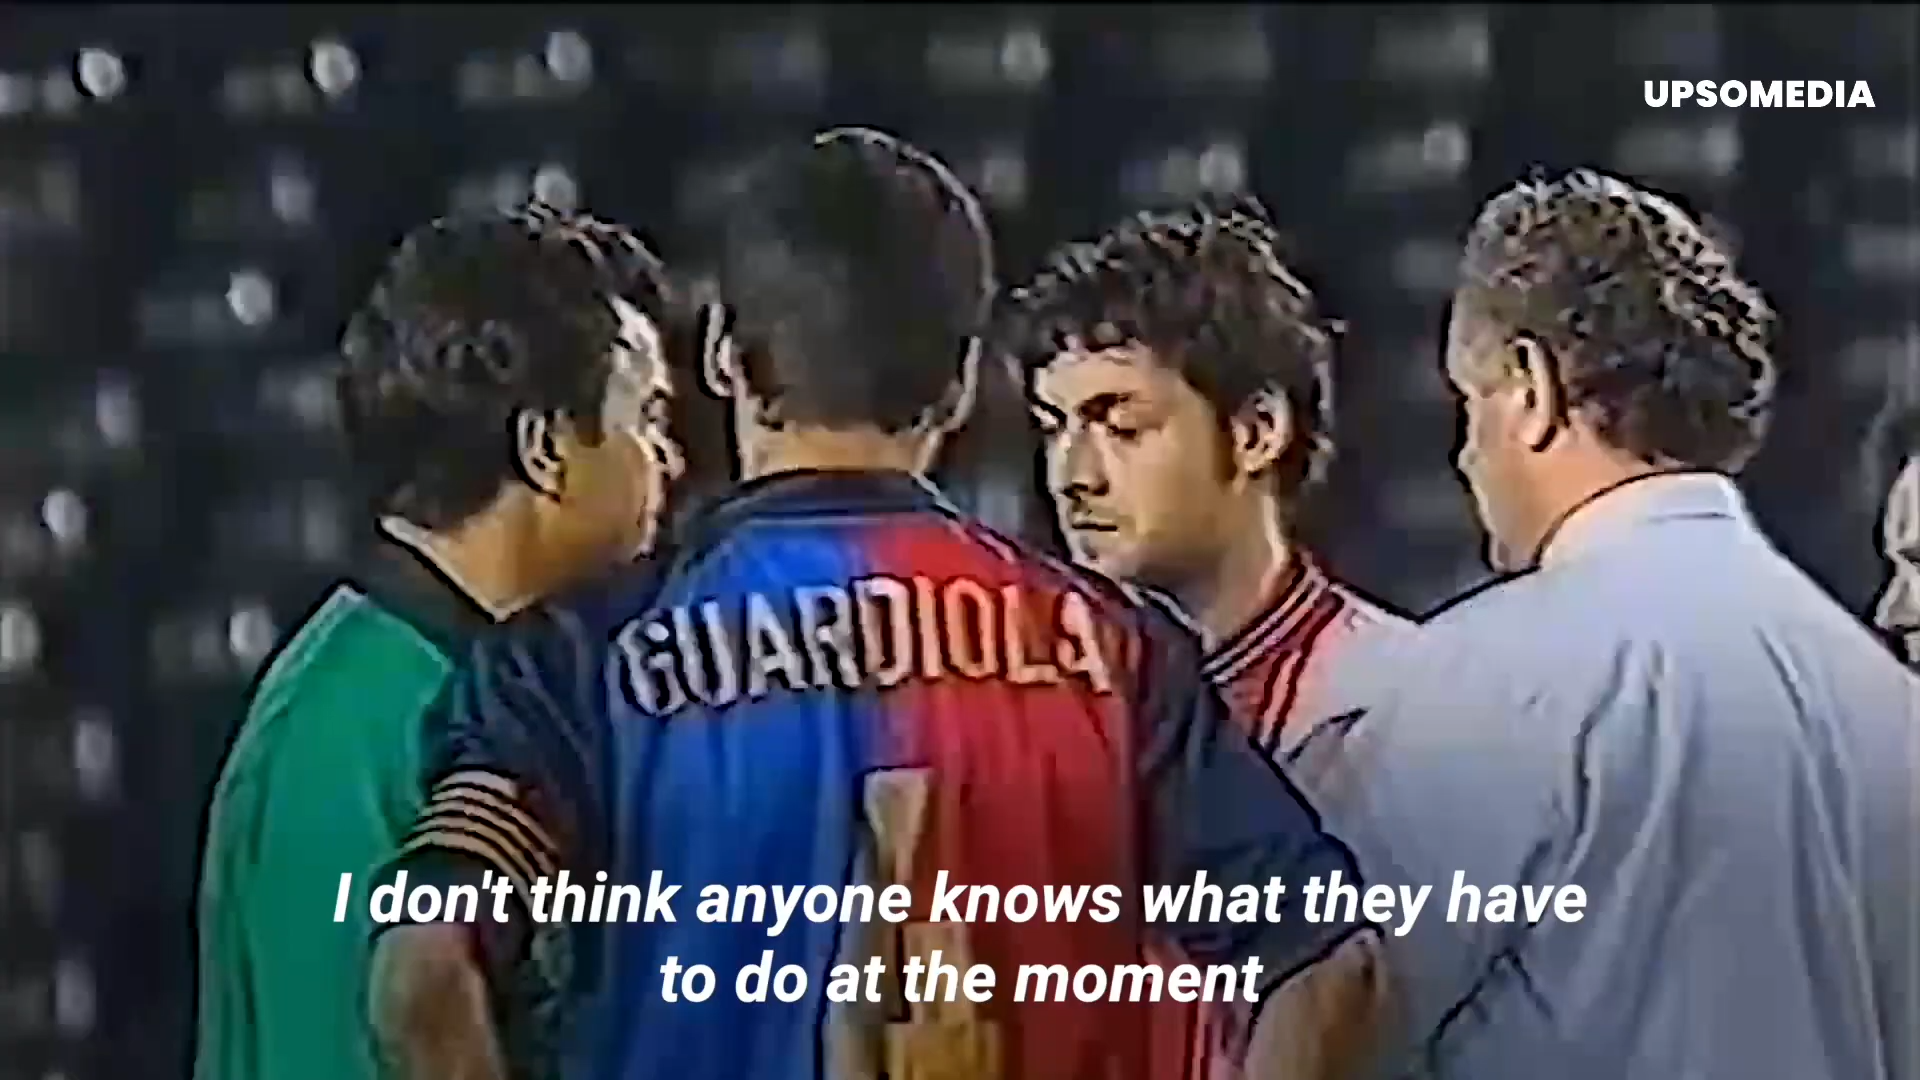 UPSOMEDIA
GUARDIOLA
I don't think anyone knows what they have
to do at the moment